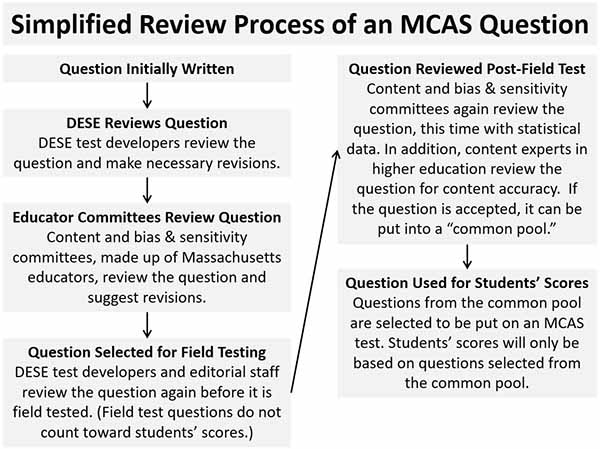 Simplified Review Process of an MCAS Question
Question Initially Written
DESE Reviews Question
DESE test developers review the
question and make necessary revisions.
Educator Committees Review Question
Content and bias & sensitivity
committees, made up of Massachusetts
educators, review the question and
suggest revisions.
Question Selected for Field Testing
DESE test developers and editorial staff
review the question again before it is
field tested. (Field test questions do not
count toward students’ scores.)
Question Reviewed Post-Field Test
Content and bias & sensitivity
committees again review the
question, this time with statistical
data. In addition, content experts in
higher education review the
question for content accuracy.  If
the question is accepted, it can be
put into a “common pool.”
Question Used for Students’ Scores
Questions from the common pool
are selected to be put on an MCAS
test. Students’ scores will only be
based on questions selected from
the common pool.